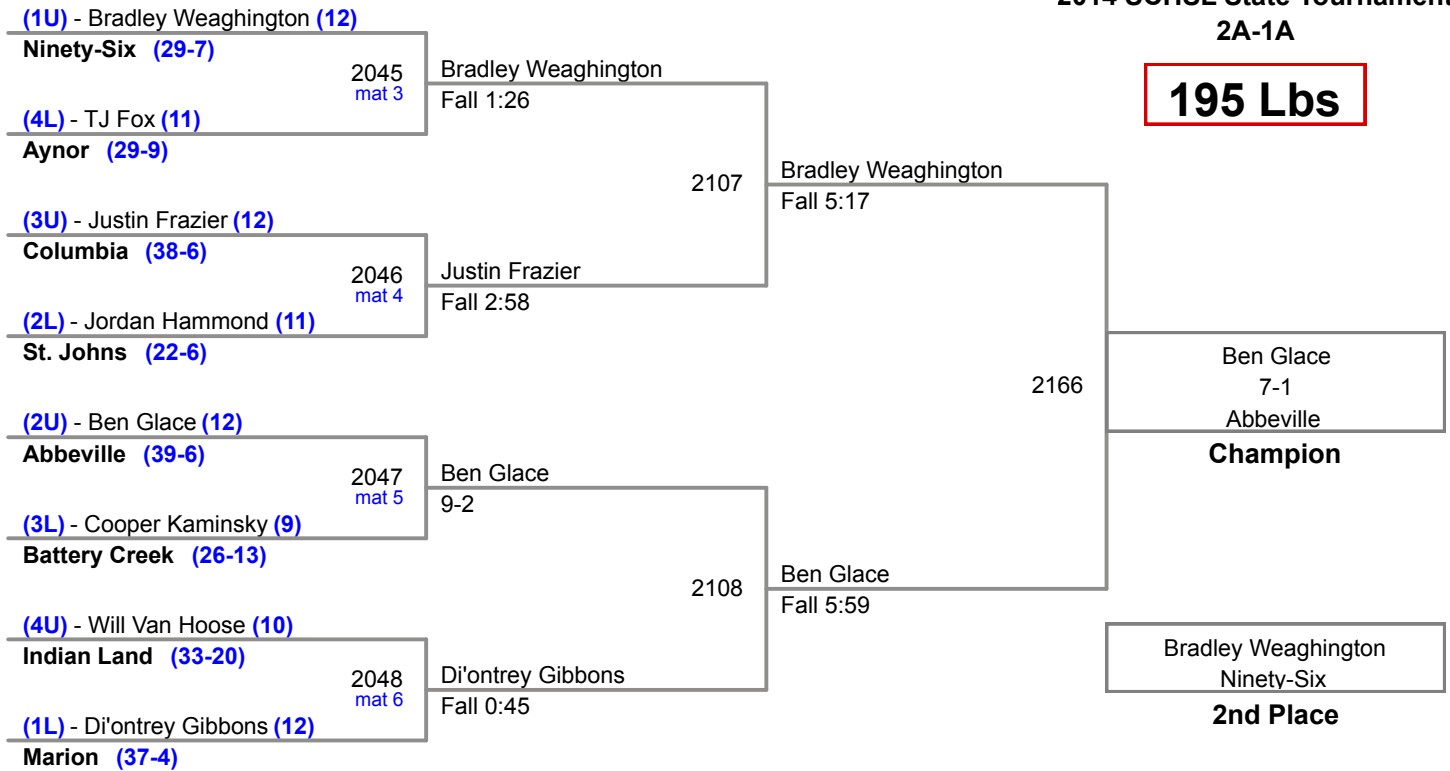 2014 SCHSL State Tournament
2A-1A
195 Lbs
(1U) - Bradley Weaghington (12)
Ninety-Six (29-7)
2045
mat 3
(4L) - TJ Fox (11)
Aynor (29-9)
(3U) - Justin Frazier (12)
Columbia (38-6)
2046
mat 4
(2L) - Jordan Hammond (11)
St. Johns (22-6)
(2U) - Ben Glace (12)
Abbeville (39-6)
2047
mat 5
(3L) - Cooper Kaminsky (9)
Battery Creek (26-13)
(4U) - Will Van Hoose (10)
Indian Land (33-20)
2048
mat 6
(1L) - Di'ontrey Gibbons (12)
Marion (37-4)
Bradley Weaghington
Fall 1:26
2107
Justin Frazier
Fall 2:58
Ben Glace
9-2
2108
Di'ontrey Gibbons
Fall 0:45
Bradley Weaghington
Fall 5:17
2166
Ben Glace
Fall 5:59
Ben Glace
7-1
Abbeville
Champion
Bradley Weaghington
Ninety-Six
2nd Place